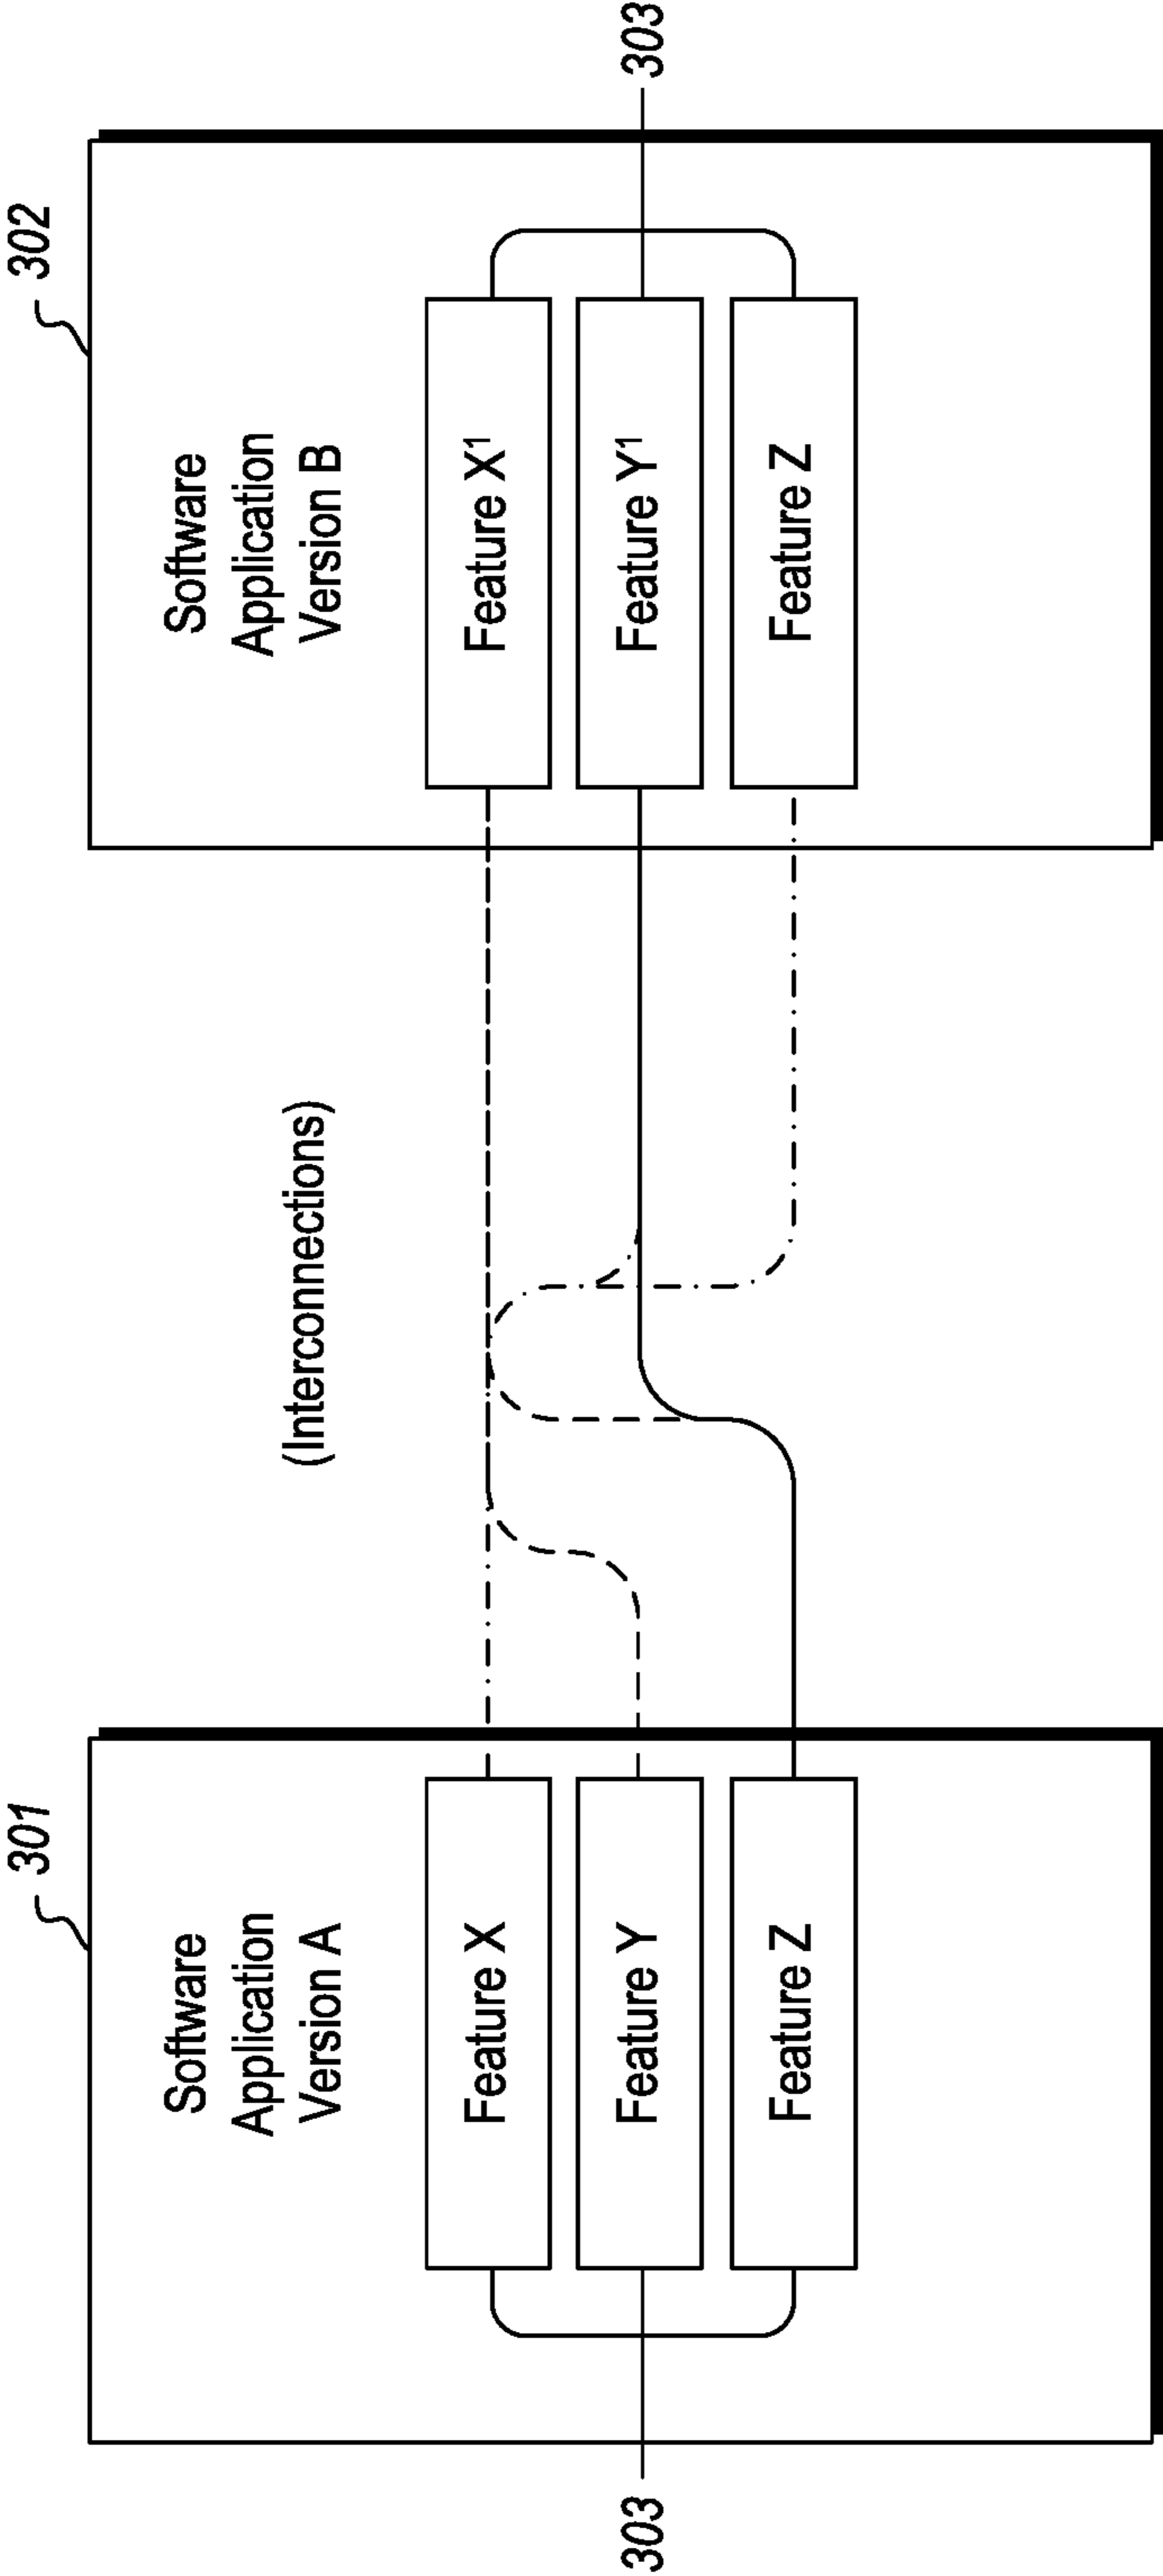 301
Software
Application
Version A
Feature X
Feature Y
Feature Z
303
(Interconnections)
302
Software
Application
Version B
Feature X¹
Feature Y¹
Feature Z
303